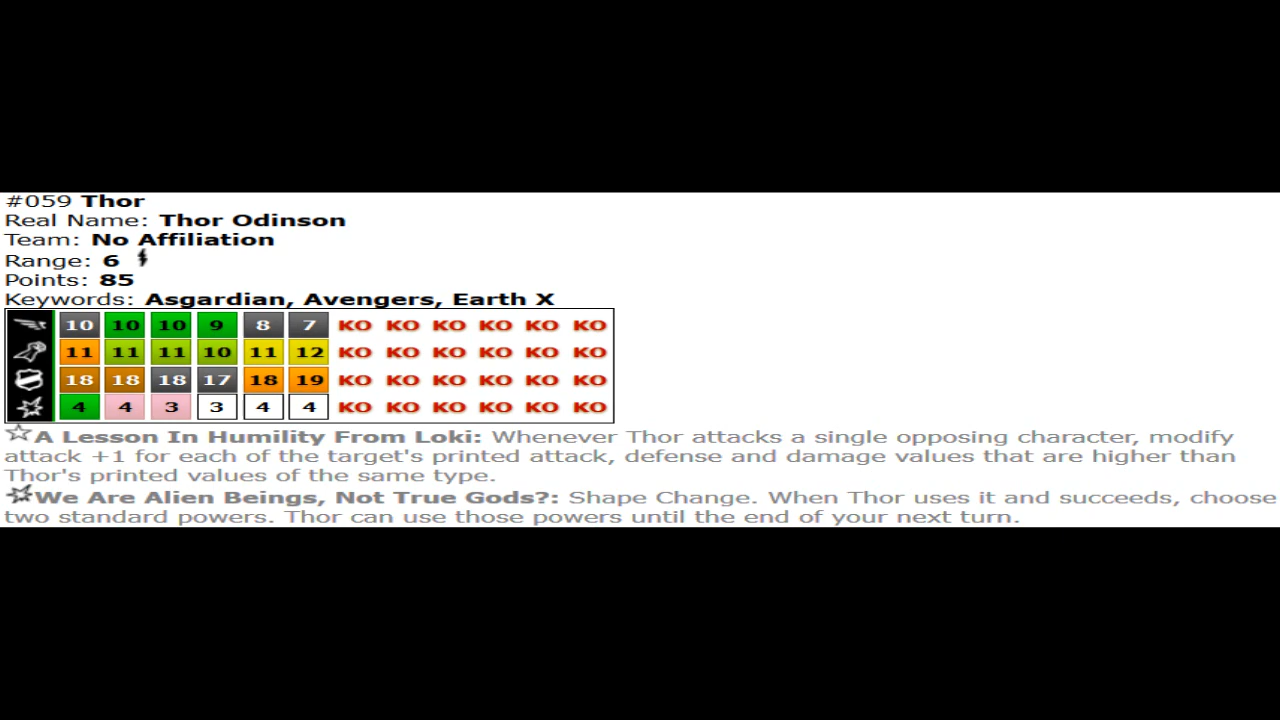 #059 Thor
Real Name: Thor Odinson
Team: No Affiliation
Range: 6
Points: 85
Keywords: Asgardian, Avengers, Earth X
10 10 10 9 8 7 KO KO KO KO KO KO
11 11 11 10 11 12 KO KO KO KO KO KO
18 18 18 17 18 19 KO KO KO KO KO KO
4 4 3 3 4 4 KO KO KO KO KO KO
A Lesson In Humility From Loki: Whenever Thor attacks a single opposing character, modify
attack +1 for each of the target's printed attack, defense and damage values that are higher than
Thor's printed values of the same type.
We Are Alien Beings, Not True Gods?: Shape Change. When Thor uses it and succeeds, choose
two standard powers. Thor can use those powers until the end of your next turn.